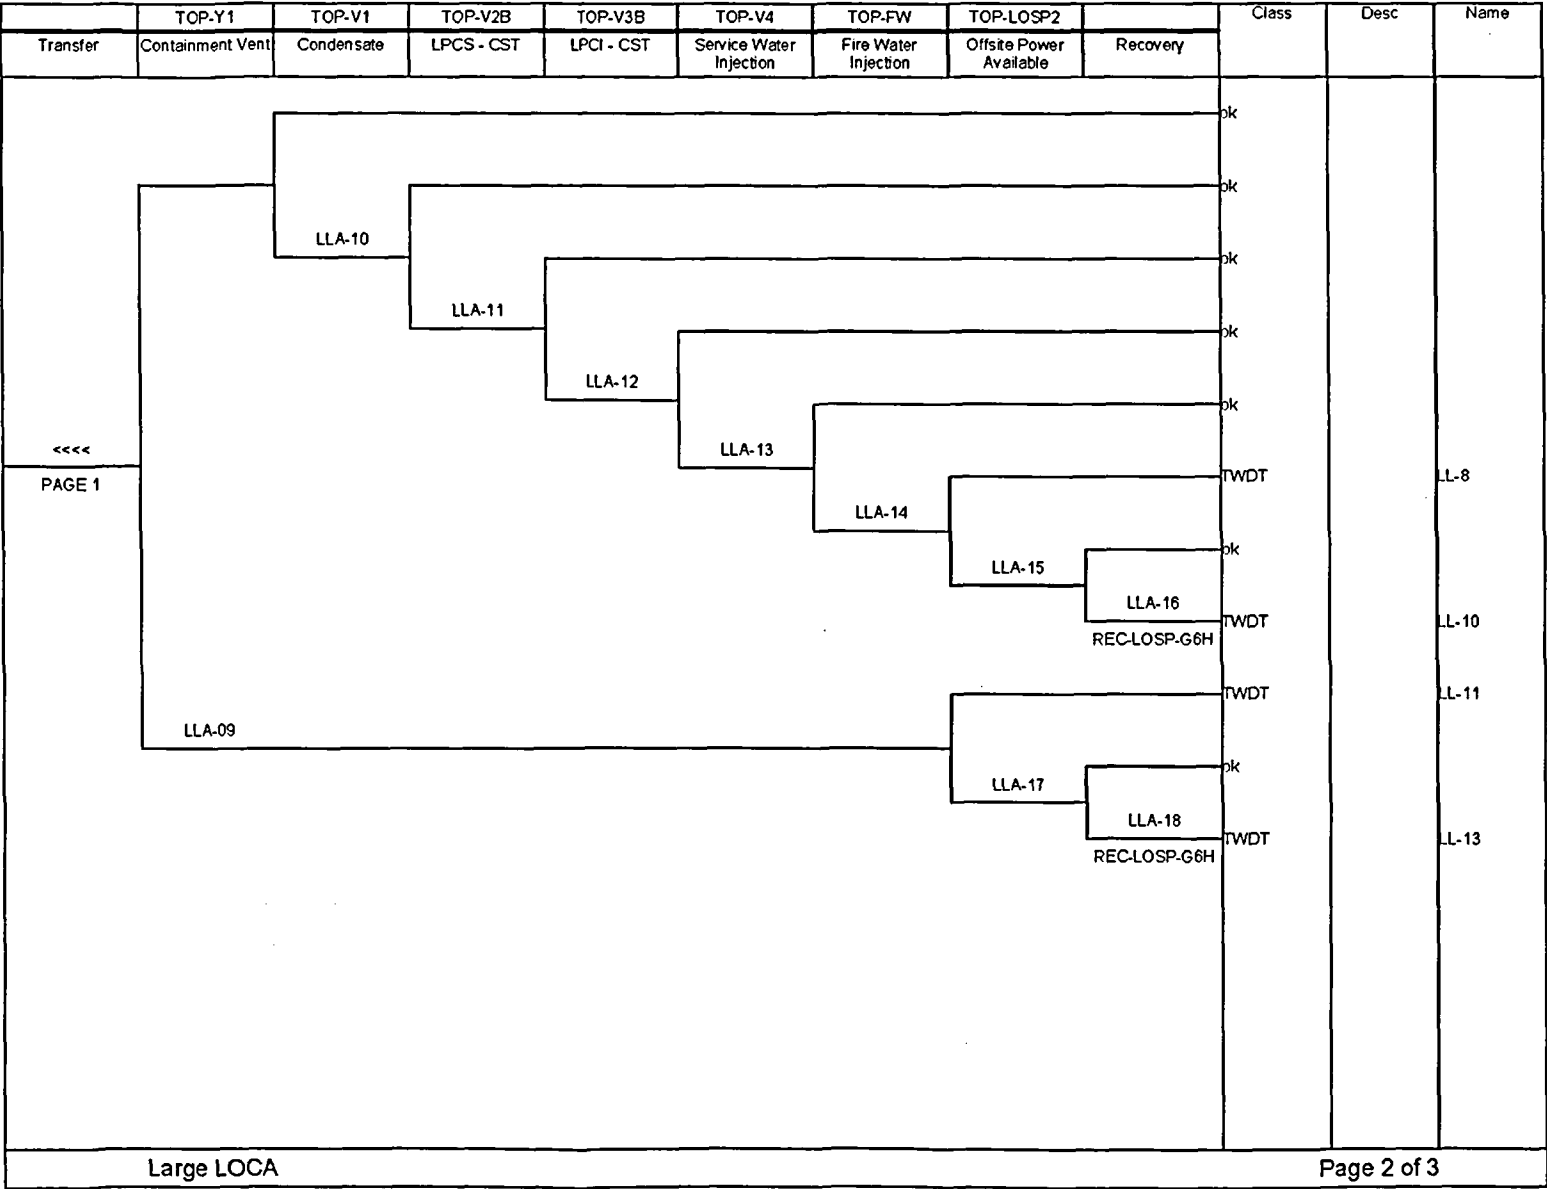 TOP-Y1 TOP-V1 TOP-V2B TOP-V3B TOP-V4 TOP-FW TOP-LOSP2 Class Desc Name
Transfer Containment Vent Condensate LPCS - CST LPCI - CST Service Water Injection Fire Water Injection Offsite Power Available Recovery
ok
ok
LLA-10
ok
LLA-11
ok
LLA-12
ok
LLA-13
<<<<
TWDT LL-8
PAGE 1
LLA-14
ok
LLA-15
LLA-16
TWDT LL-10
REC-LOSP-G6H
TWDT LL-11
LLA-09
ok
LLA-17
LLA-18
TWDT LL-13
REC-LOSP-G6H
Large LOCA Page 2 of 3